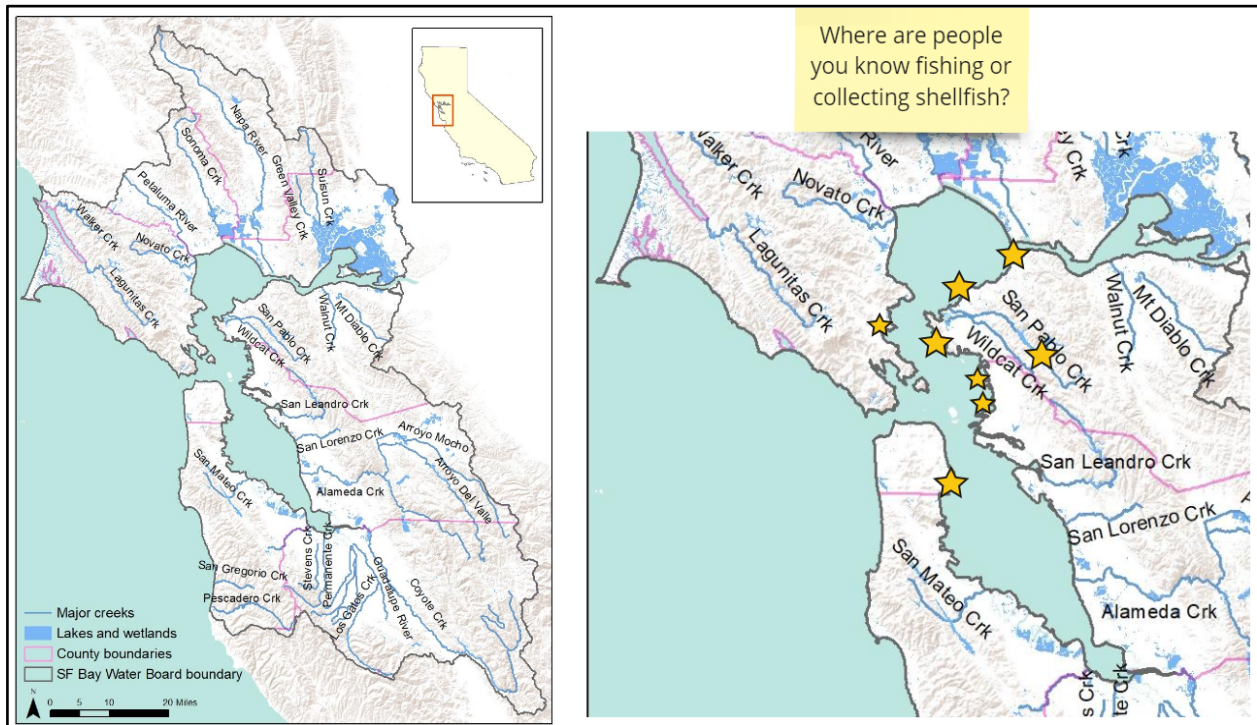 Napa River
Sonoma Crk
Green Valley Crk
Suisun Crk
Petaluma River
Walker Crk
Novato Crk
Lagunitas Crk
San Pablo Crk
Wildcat Crk
Walnut Crk
Mt Diablo Crk
San Leandro Crk
San Lorenzo Crk
Arroyo Mocho
Arroyo Del Valle
San Mateo Crk
Alameda Crk
Stevens Crk
Permanente Crk
Los Gatos Crk
Guadalupe River
Coyote Crk
San Gregorio Crk
Pescadero Crk
Major creeks
Lakes and wetlands
County boundaries
SF Bay Water Board boundary
N
0 5 10 20 Miles
Where are people
you know fishing or
collecting shellfish?
Walker Crk
River
ey Crk
Crk
Novato Crk
Lagunitas Crk
San Pablo Crk
Wildcat Crk
Walnut Crk
Mt Diablo Crk
San Leandro Crk
San Lorenzo Crk
San Mateo Crk
Alameda Crk
s Crk
te Crk